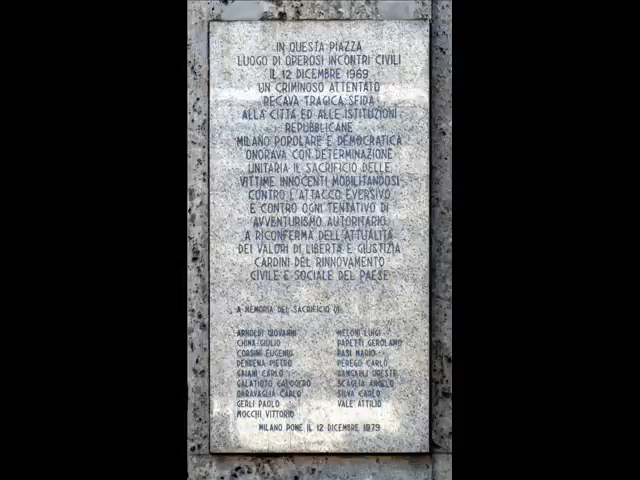 IN QUESTA PIAZZA
LUOGO DI OPEROSI INCONTRI CIVILI
IL 12 DICEMBRE 1969
UN CRIMINOSO ATTENTATO
RECAVA TRAGICA SFIDA
ALLA CITTÀ ED ALLE ISTITUZIONI
REPUBBLICANE
MILANO POPOLARE E DEMOCRATICA
ONORAVA CON DETERMINAZIONE
UNITARIA IL SACRIFICIO DELLE
VITTIME INNOCENTI MOBILITANDOSI
CONTRO L'ATTACCO EVERSIVO
E CONTRO OGNI TENTATIVO DI
AVVENTURISMO AUTORITARIO.
A RICONFERMA DELL'ATTUALITÀ
DEI VALORI DI LIBERTÀ E GIUSTIZIA
CARDINI DEL RINNOVAMENTO
CIVILE E SOCIALE DEL PAESE
A MEMORIA DEL SACRIFICIO DI:
ARNOLDI GIOVANNI
CHINA GIULIO
CORSINI EUGENIO
DENDENA PIETRO
GAIANI CARLO
GALATIOTO CALOGERO
GARAVAGLIA CARLO
GERLI PAOLO
MOCCHI VITTORIO
MELONI LUIGI
PAPETTI GEROLAMO
PASI MARIO
PEREGO CARLO
SANGALLI ORESTE
SCAGLIA ANGELO
SILVA CARLO
VALÈ ATTILIO
MILANO PONE IL 12 DICEMBRE 1979